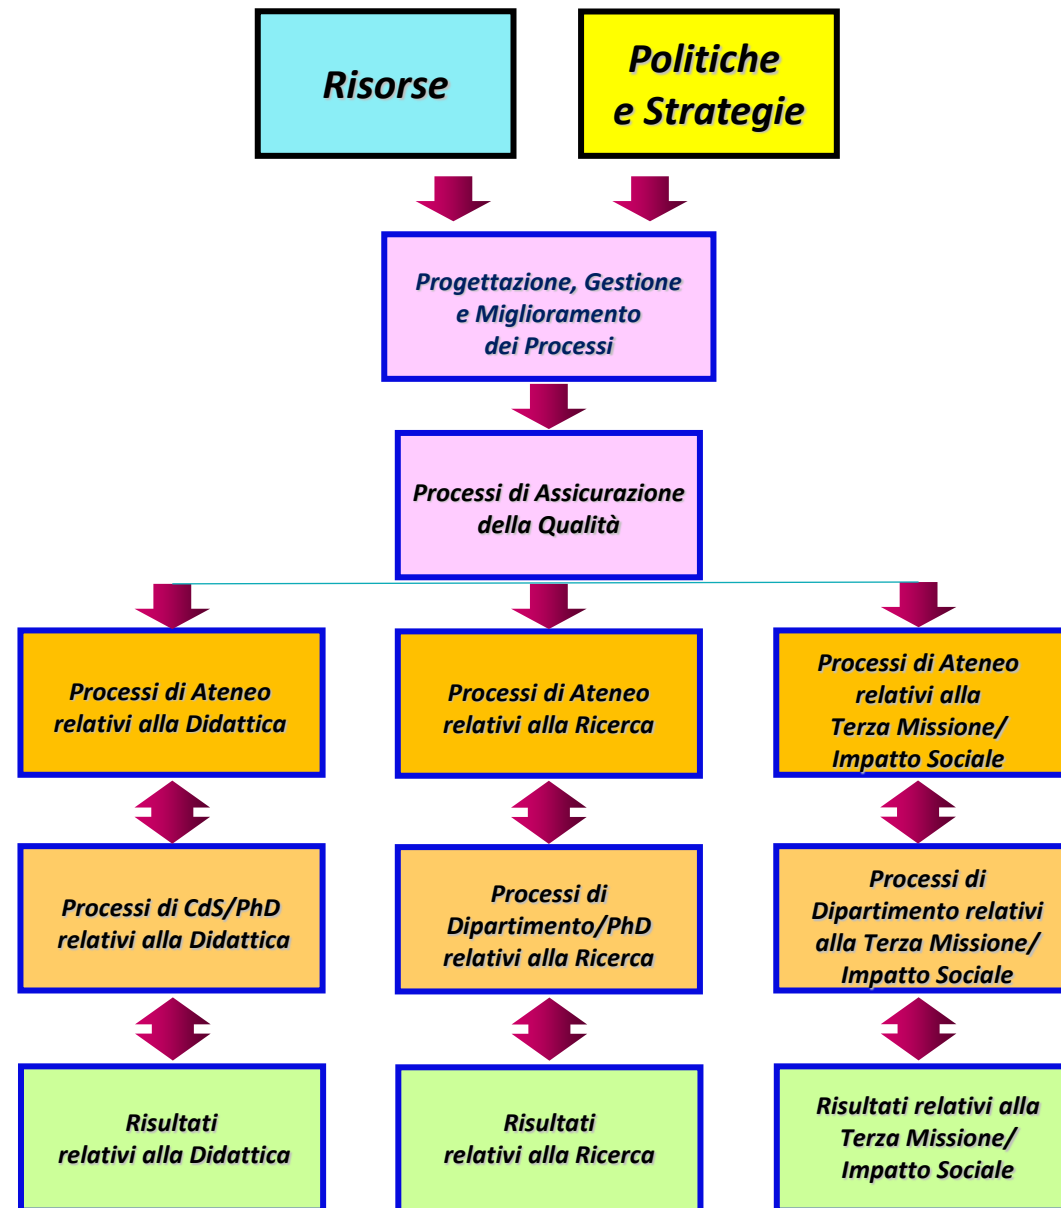 Risorse
Politiche
e Strategie
Progettazione, Gestione
e Miglioramento
dei Processi
Processi di Assicurazione
della Qualità
Processi di Ateneo
relativi alla Didattica
Processi di Ateneo
relativi alla Ricerca
Processi di Ateneo
relativi alla
Terza Missione/
Impatto Sociale
Processi di CdS/PhD
relativi alla Didattica
Processi di
Dipartimento/PhD
relativi alla Ricerca
Processi di
Dipartimento relativi
alla Terza Missione/
Impatto Sociale
Risultati
relativi alla Didattica
Risultati
relativi alla Ricerca
Risultati relativi alla
Terza Missione/
Impatto Sociale